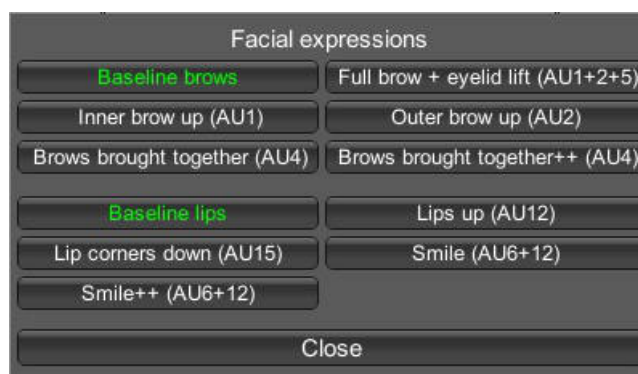 Facial expressions
Baseline brows
Full brow + eyelid lift (AU1+2+5)
Inner brow up (AU1)
Outer brow up (AU2)
Brows brought together (AU4)
Brows brought together++ (AU4)
Baseline lips
Lips up (AU12)
Lip corners down (AU15)
Smile (AU6+12)
Smile++ (AU6+12)
Close